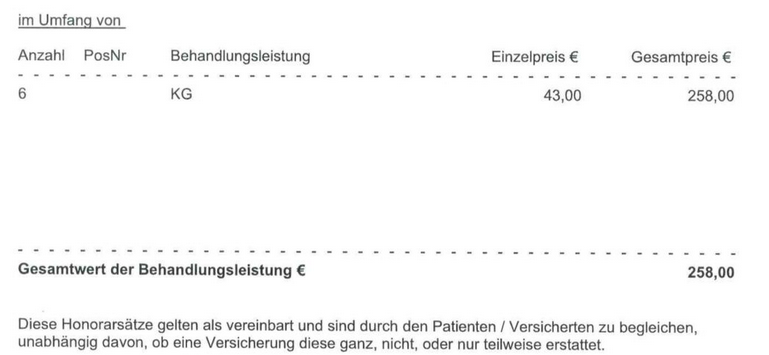 im Umfang von
Anzahl PosNr Behandlungsleistung Einzelpreis € Gesamtpreis €
6 KG 43,00 258,00
Gesamtwert der Behandlungsleistung € 258,00
Diese Honorarsätze gelten als vereinbart und sind durch den Patienten / Versicherten zu begleichen,
unabhängig davon, ob eine Versicherung diese ganz, nicht, oder nur teilweise erstattet.